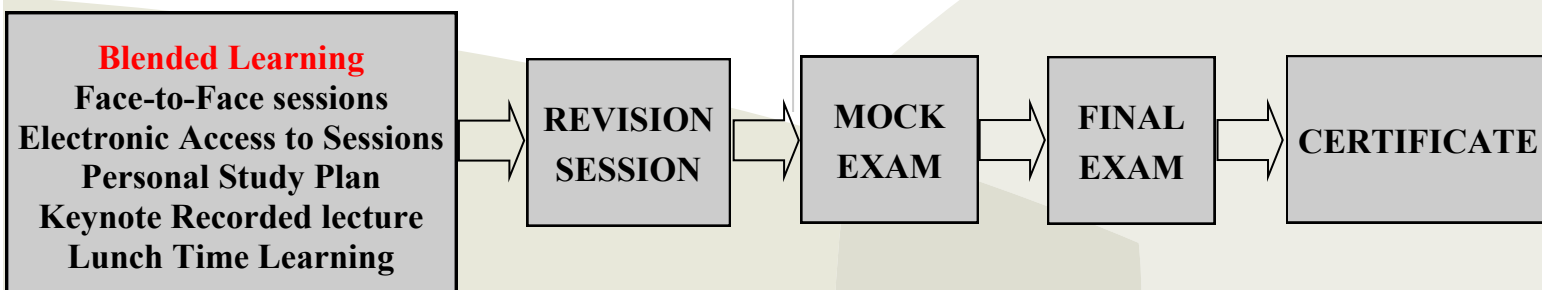 Blended Learning
Face-to-Face sessions
Electronic Access to Sessions
Personal Study Plan
Keynote Recorded lecture
Lunch Time Learning
REVISION
SESSION
MOCK
EXAM
FINAL
EXAM
CERTIFICATE